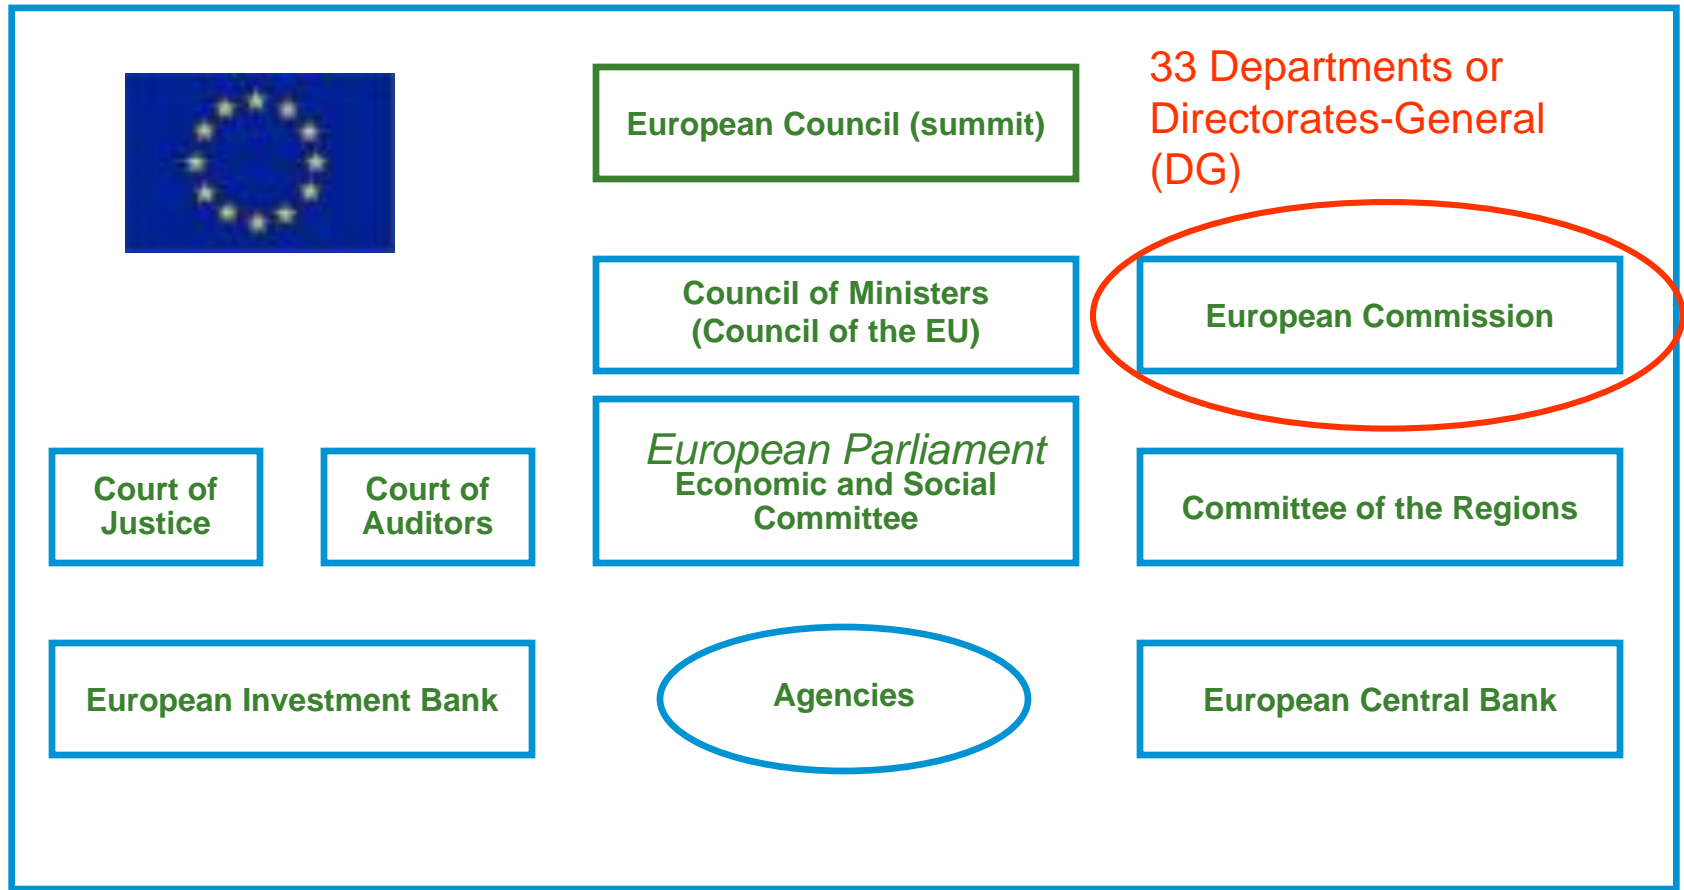 European Council (summit)
33 Departments or
Directorates-General
(DG)
Council of Ministers
(Council of the EU)
European Commission
Court of
Justice
Court of
Auditors
European Parliament
Economic and Social
Committee
Committee of the Regions
European Investment Bank
Agencies
European Central Bank